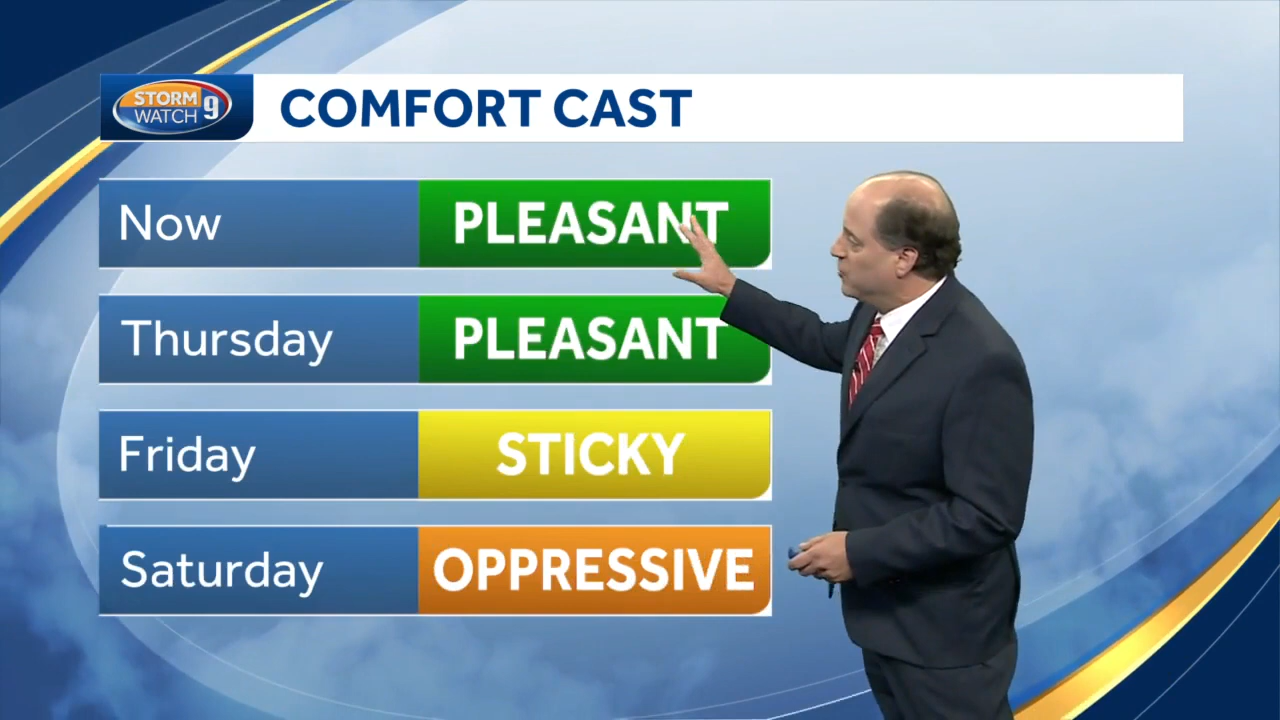 STORM
WATCH 9
COMFORT CAST
Now PLEASANT
Thursday PLEASANT
Friday STICKY
Saturday OPPRESSIVE